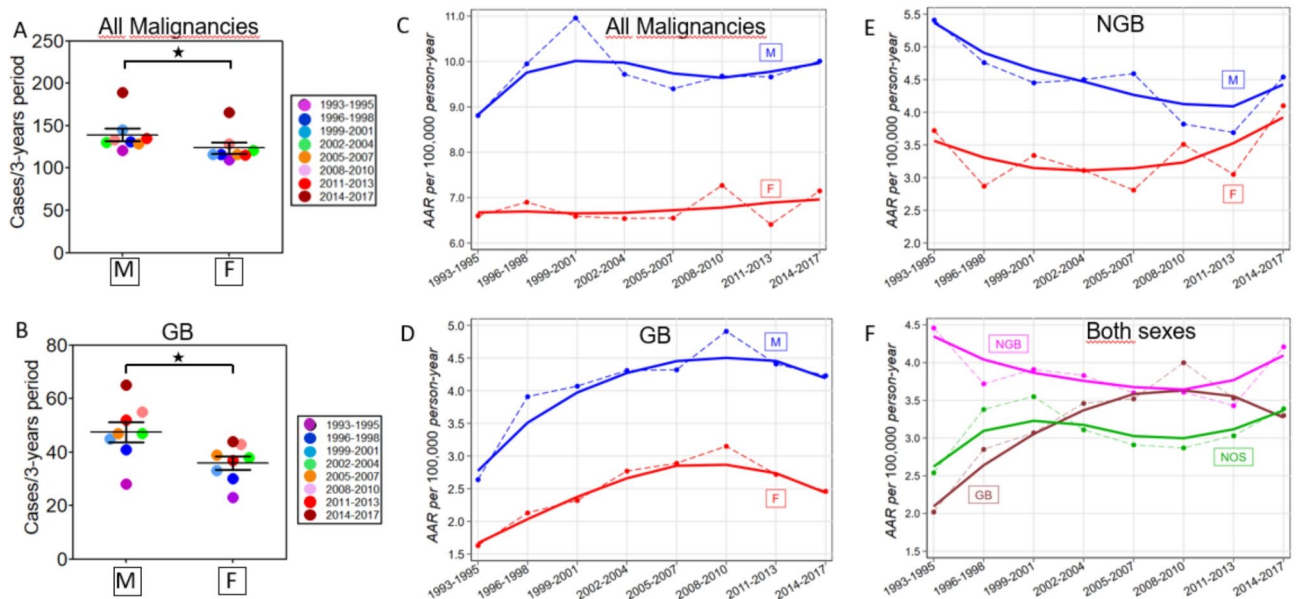 A
All Malignancies
Cases/3-years period
250
200
150
100
50
0
★
M
F
1993-1995
1996-1998
1999-2001
2002-2004
2005-2007
2008-2010
2011-2013
2014-2017
C
All Malignancies
AAR per 100,000 person-year
11.0
10.0
9.0
8.0
7.0
6.0
M
F
1993-1995
1996-1998
1999-2001
2002-2004
2005-2007
2008-2010
2011-2013
2014-2017
E
NGB
AAR per 100,000 person-year
5.5
5.0
4.5
4.0
3.5
3.0
2.5
2.0
M
F
1993-1995
1996-1998
1999-2001
2002-2004
2005-2007
2008-2010
2011-2013
2014-2017
B
GB
Cases/3-years period
80
60
40
20
0
★
M
F
1993-1995
1996-1998
1999-2001
2002-2004
2005-2007
2008-2010
2011-2013
2014-2017
D
GB
AAR per 100,000 person-year
5.0
4.5
4.0
3.5
3.0
2.5
2.0
1.5
M
F
1993-1995
1996-1998
1999-2001
2002-2004
2005-2007
2008-2010
2011-2013
2014-2017
F
Both sexes
AAR per 100,000 person-year
4.5
4.0
3.5
3.0
2.5
2.0
1.5
NGB
NOS
GB
1993-1995
1996-1998
1999-2001
2002-2004
2005-2007
2008-2010
2011-2013
2014-2017